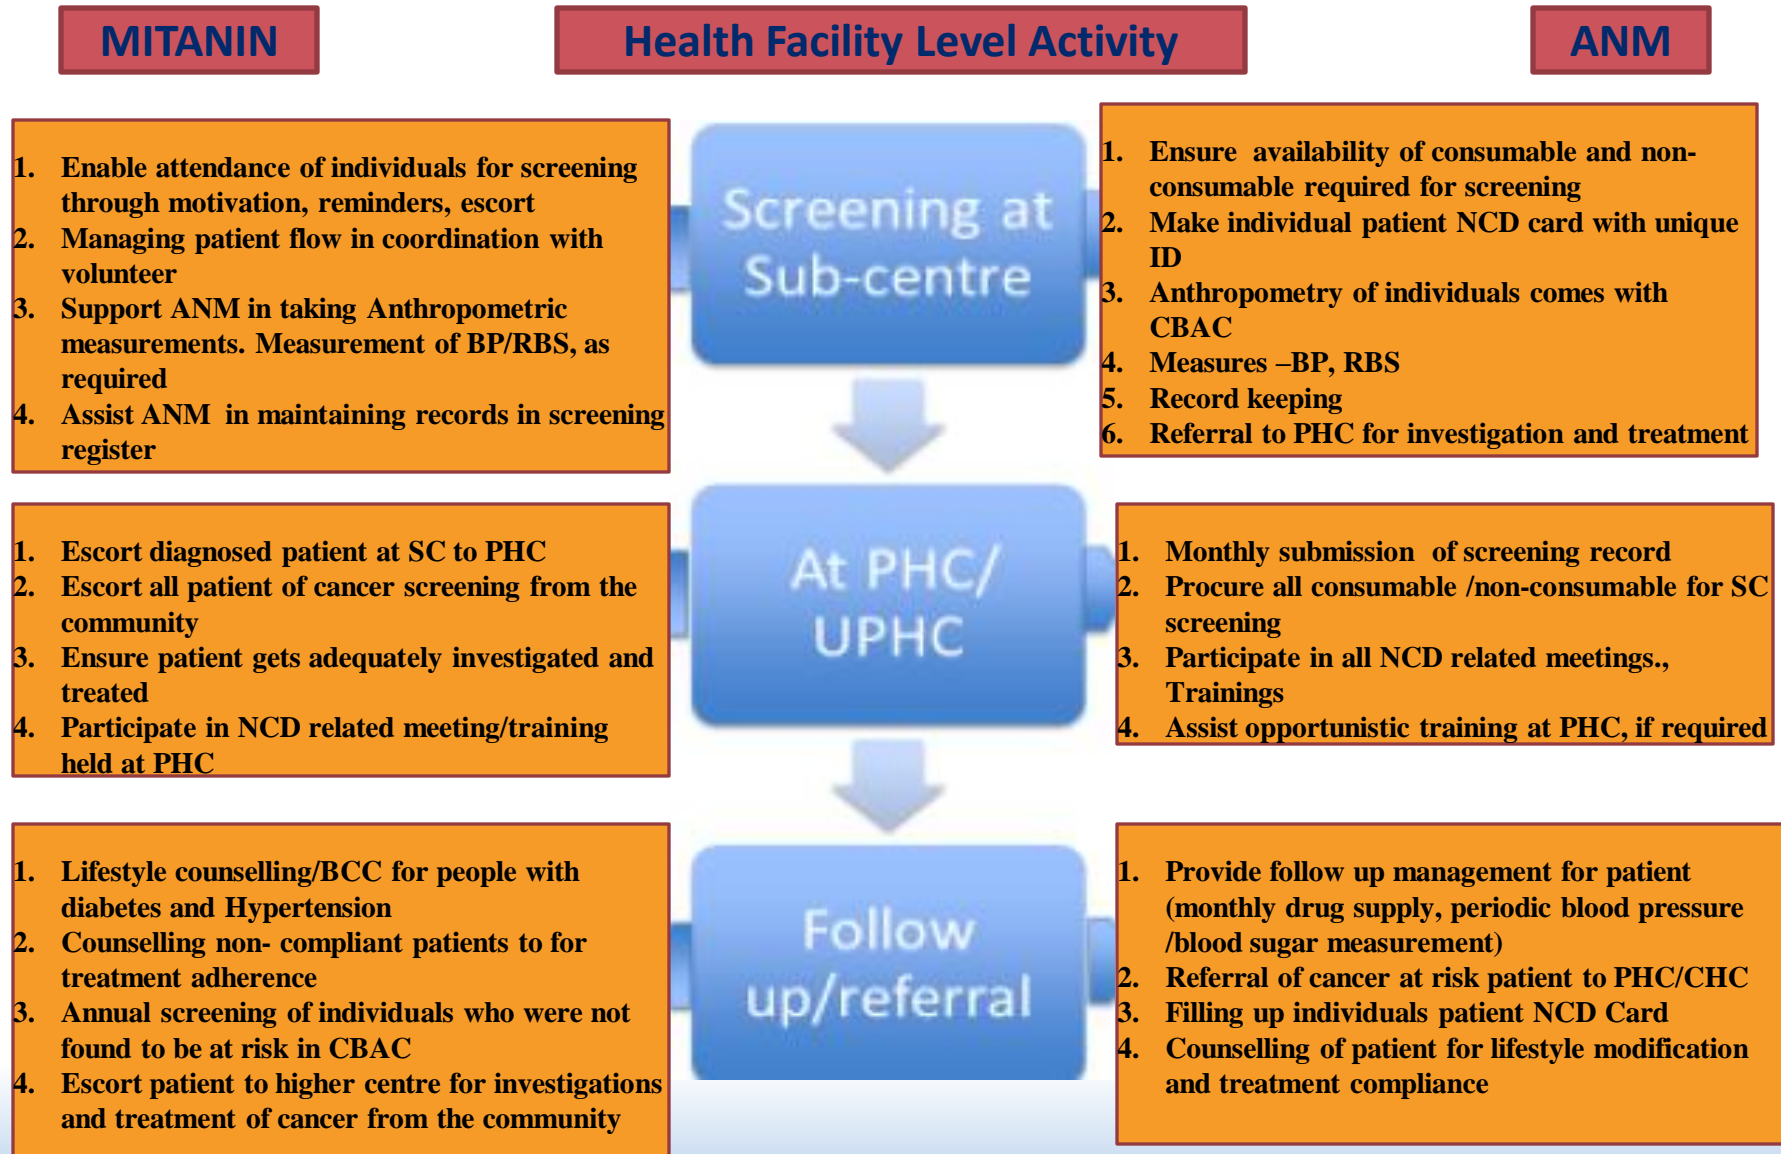 MITANIN
Health Facility Level Activity
ANM
1. Enable attendance of individuals for screening
through motivation, reminders, escort
2. Managing patient flow in coordination with
volunteer
3. Support ANM in taking Anthropometric
measurements. Measurement of BP/RBS, as
required
4. Assist ANM in maintaining records in screening
register
Screening at
Sub-centre
1. Ensure availability of consumable and non-
consumable required for screening
2. Make individual patient NCD card with unique
ID
3. Anthropometry of individuals comes with
CBAC
4. Measures –BP, RBS
5. Record keeping
6. Referral to PHC for investigation and treatment
1. Escort diagnosed patient at SC to PHC
2. Escort all patient of cancer screening from the
community
3. Ensure patient gets adequately investigated and
treated
4. Participate in NCD related meeting/training
held at PHC
At PHC/
UPHC
1. Monthly submission of screening record
2. Procure all consumable /non-consumable for SC
screening
3. Participate in all NCD related meetings.,
Trainings
4. Assist opportunistic training at PHC, if required
1. Lifestyle counselling/BCC for people with
diabetes and Hypertension
2. Counselling non- compliant patients to for
treatment adherence
3. Annual screening of individuals who were not
found to be at risk in CBAC
4. Escort patient to higher centre for investigations
and treatment of cancer from the community
Follow
up/referral
1. Provide follow up management for patient
(monthly drug supply, periodic blood pressure
/blood sugar measurement)
2. Referral of cancer at risk patient to PHC/CHC
3. Filling up individuals patient NCD Card
4. Counselling of patient for lifestyle modification
and treatment compliance